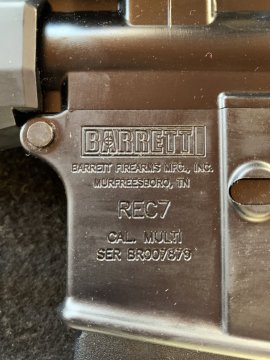 BARRETT
BARRETT FIREARMS MFG., INC.
MURFREESBORO, TN
REC7
CAL. MULTI
SER BR007879